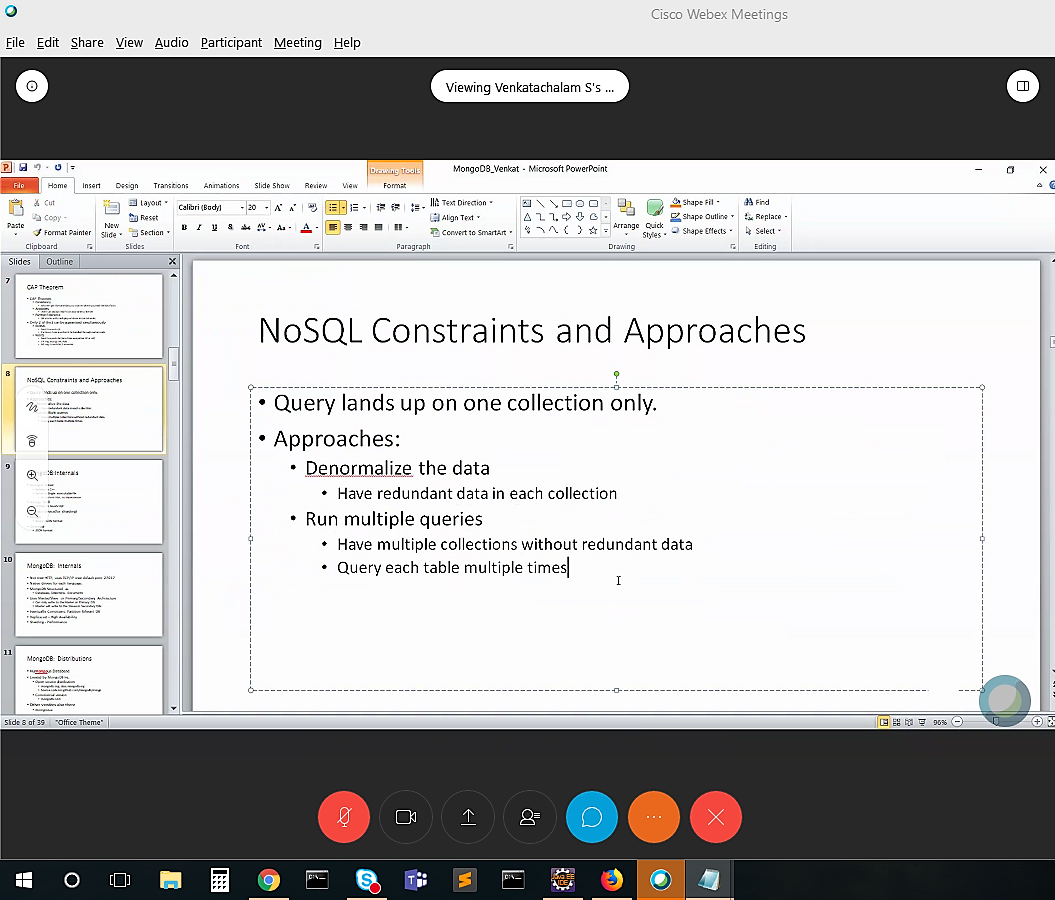 Cisco Webex Meetings
File Edit Share View Audio Participant Meeting Help
Viewing Venkatachalam S's ...
MongoDB_Venkat - Microsoft PowerPoint
Drawing Tools
File Home Insert Design Transitions Animations Slide Show Review View Format
Paste
Cut
Copy
Format Painter
Clipboard
New
Slide
Layout
Reset
Section
Slides
Calibri (Body) 20
Font
Paragraph
Text Direction
Align Text
Convert to SmartArt
Arrange
Quick
Styles
Shape Fill
Shape Outline
Shape Effects
Drawing
Find
Replace
Select
Editing
Slides Outline
7
CAP Theorem
8
NoSQL Constraints and Approaches
9
Internals
10
MongoDB: Internals
11
MongoDB: Distributions
NoSQL Constraints and Approaches
• Query lands up on one collection only.
• Approaches:
• Denormalize the data
• Have redundant data in each collection
• Run multiple queries
• Have multiple collections without redundant data
• Query each table multiple times
Slide 8 of 39 "Office Theme" 96%